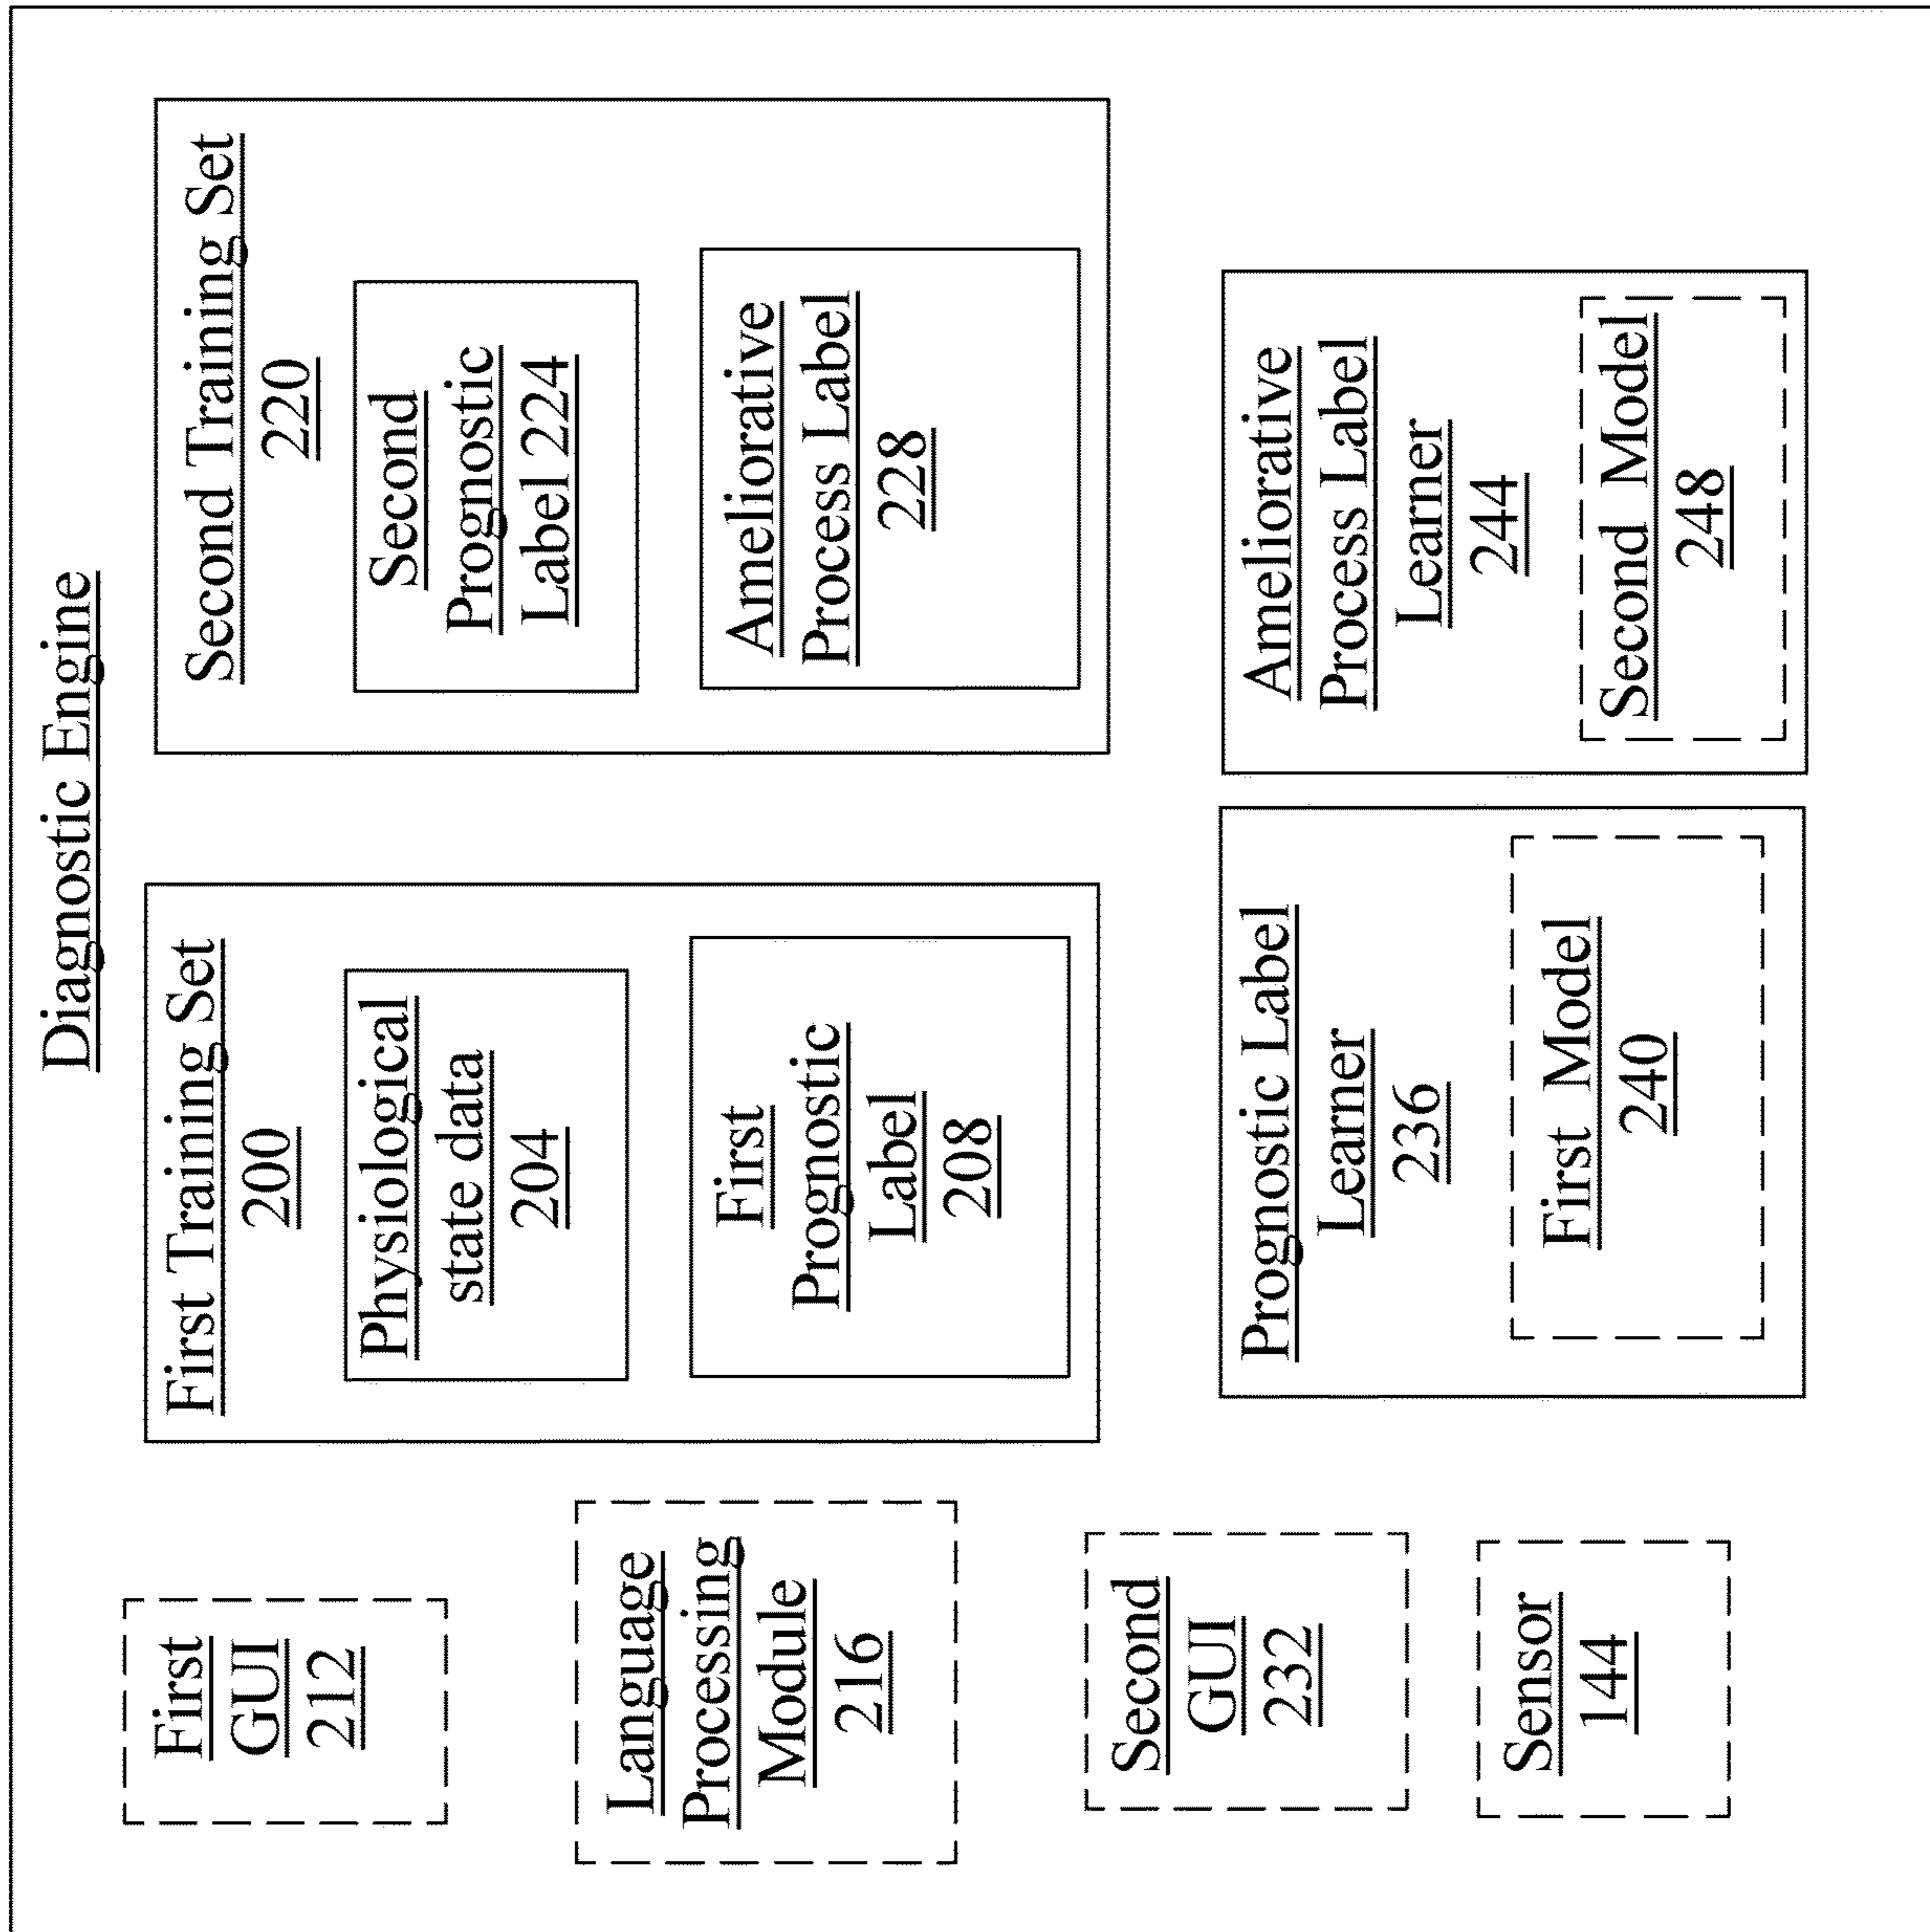 Diagnostic Engine
First
GUI
212
Language
Processing
Module
216
Second
GUI
232
Sensor
144
First Training Set
200
Physiological
state data
204
First
Prognostic
Label
208
Prognostic Label
Learner
236
First Model
240
Second Training Set
220
Second
Prognostic
Label 224
Ameliorative
Process Label
228
Ameliorative
Process Label
Learner
244
Second Model
248